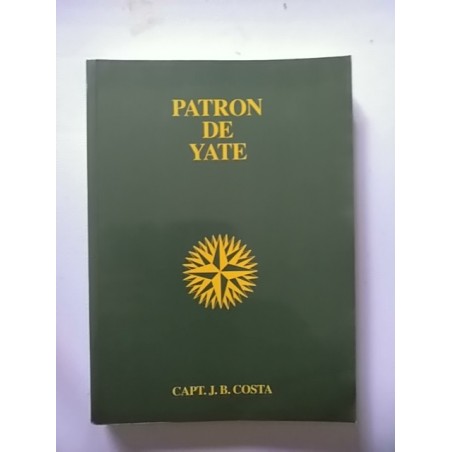 PATRON
DE
YATE
CAPT. J. B. COSTA